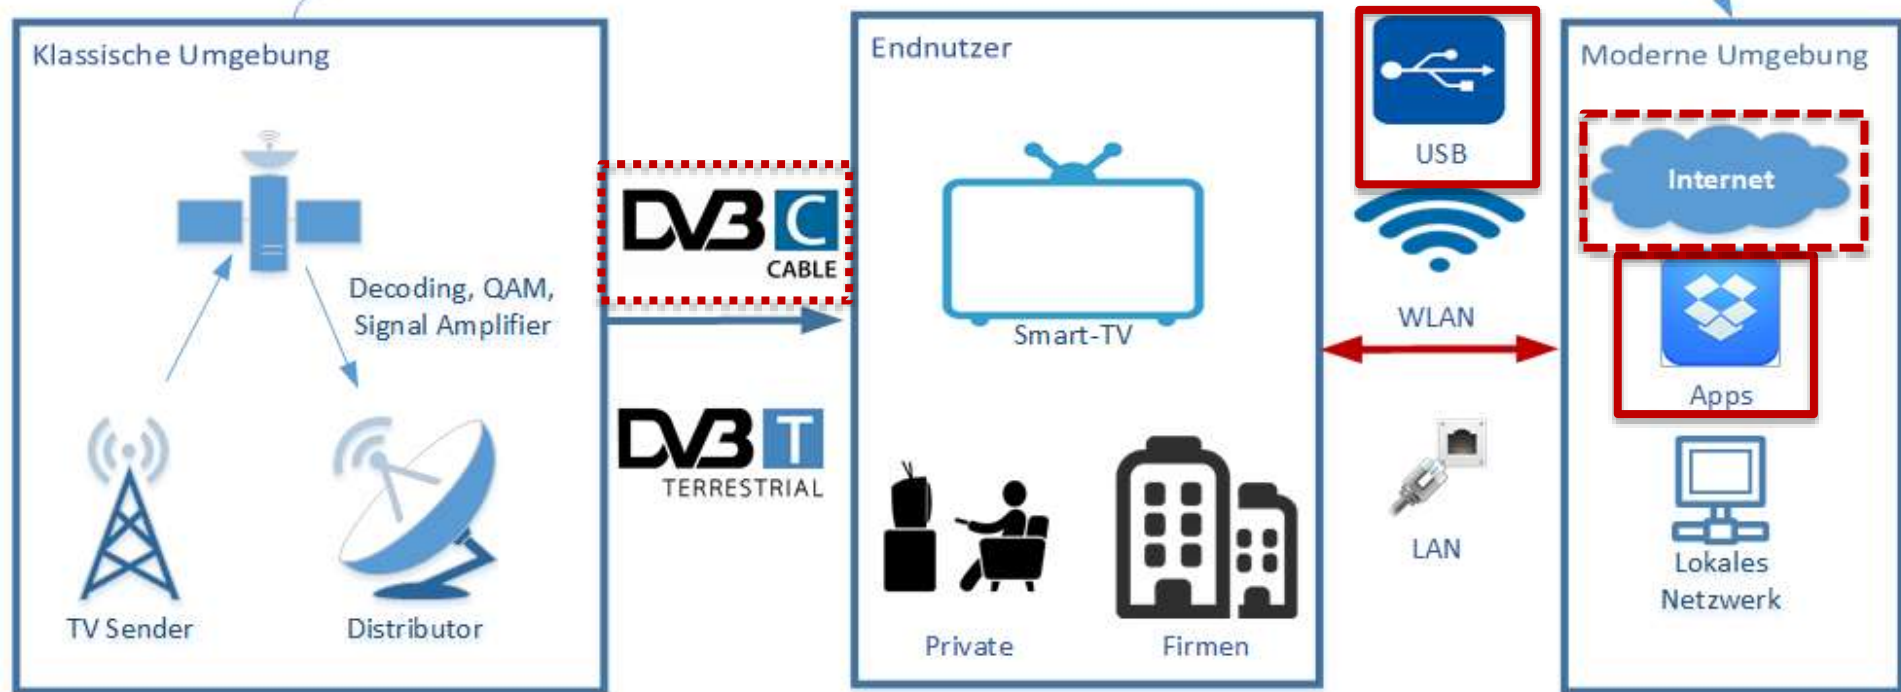 Klassische Umgebung
Decoding, QAM,
Signal Amplifier
TV Sender
Distributor
DVB C
CABLE
DVB T
TERRESTRIAL
Endnutzer
Smart-TV
Private
Firmen
USB
WLAN
LAN
Moderne Umgebung
Internet
Apps
Lokales
Netzwerk